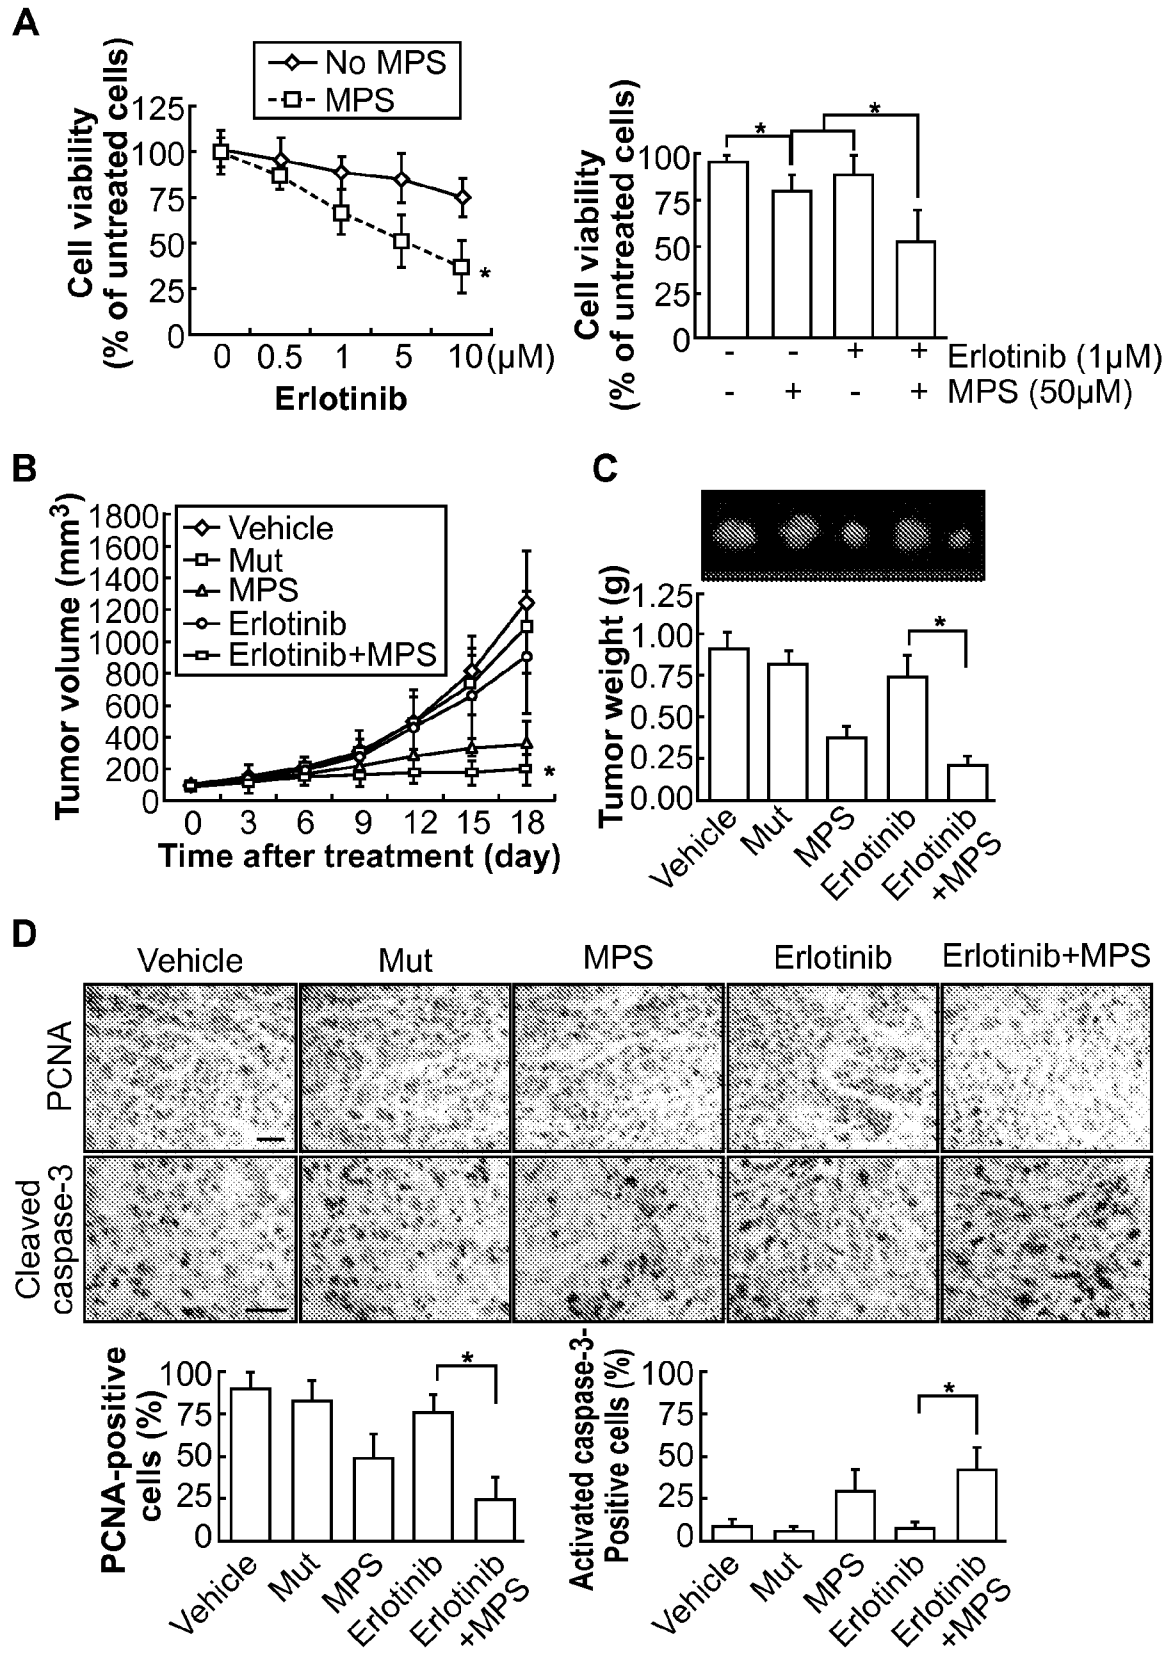 A
No MPS
MPS
Cell viability
(% of untreated cells)
125
100
75
50
25
0
0 0.5 1 5 10(µM)
Erlotinib
*
Cell viability
(% of untreated cells)
100
75
50
25
0
* *
- - + + Erlotinib (1µM)
- + - + MPS (50µM)
B
Tumor volume (mm3)
1800
1600
1400
1200
1000
800
600
400
200
0
Vehicle
Mut
MPS
Erlotinib
Erlotinib+MPS
*
0 3 6 9 12 15 18
Time after treatment (day)
C
Tumor weight (g)
1.25
1.00
0.75
0.50
0.25
0.00
*
Vehicle
Mut
MPS
Erlotinib
Erlotinib
+MPS
D
Vehicle Mut MPS Erlotinib Erlotinib+MPS
PCNA
Cleaved
caspase-3
PCNA-positive
cells (%)
100
75
50
25
0
*
Vehicle
Mut
MPS
Erlotinib
Erlotinib
+MPS
Activated caspase-3-
Positive cells (%)
100
75
50
25
0
*
Vehicle
Mut
MPS
Erlotinib
Erlotinib
+MPS